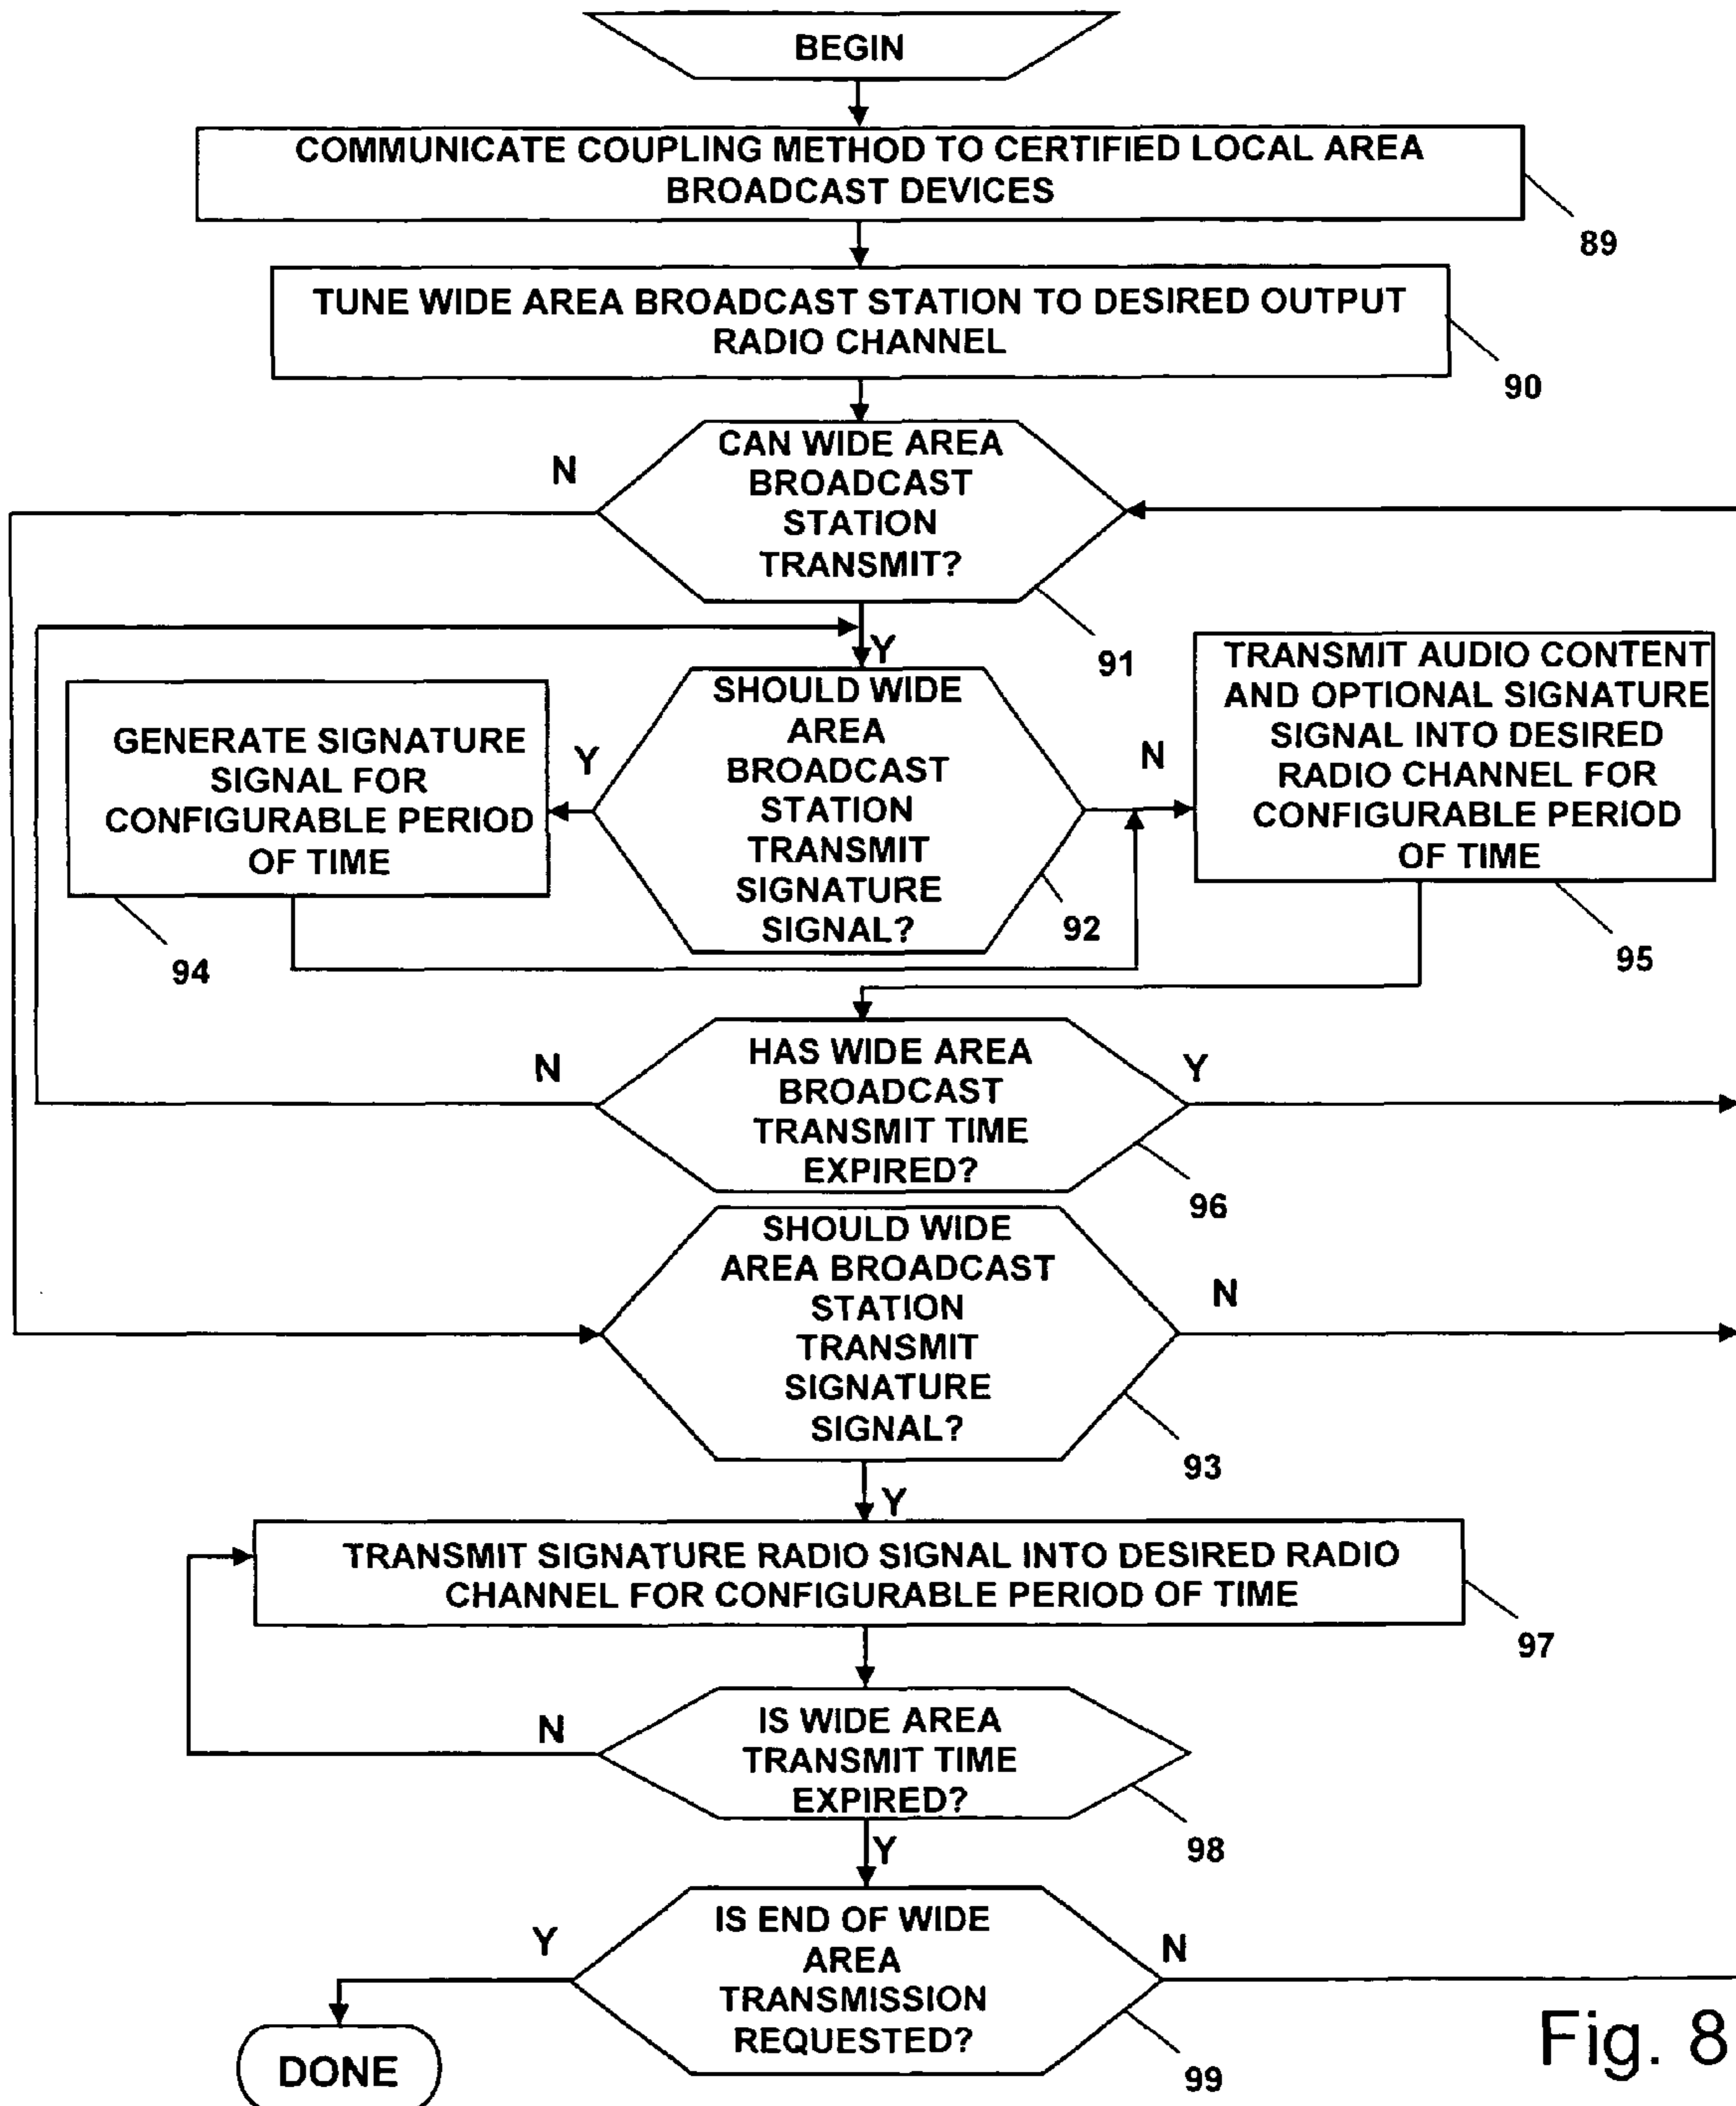 BEGIN
COMMUNICATE COUPLING METHOD TO CERTIFIED LOCAL AREA
BROADCAST DEVICES
89
TUNE WIDE AREA BROADCAST STATION TO DESIRED OUTPUT
RADIO CHANNEL
90
CAN WIDE AREA
BROADCAST
STATION
TRANSMIT?
N
91
Y
SHOULD WIDE
AREA
BROADCAST
STATION
TRANSMIT
SIGNATURE
SIGNAL?
92
Y
N
GENERATE SIGNATURE
SIGNAL FOR
CONFIGURABLE PERIOD
OF TIME
94
TRANSMIT AUDIO CONTENT
AND OPTIONAL SIGNATURE
SIGNAL INTO DESIRED
RADIO CHANNEL FOR
CONFIGURABLE PERIOD
OF TIME
95
HAS WIDE AREA
BROADCAST
TRANSMIT TIME
EXPIRED?
N
Y
96
SHOULD WIDE
AREA BROADCAST
STATION
TRANSMIT
SIGNATURE
SIGNAL?
N
93
Y
TRANSMIT SIGNATURE RADIO SIGNAL INTO DESIRED RADIO
CHANNEL FOR CONFIGURABLE PERIOD OF TIME
97
IS WIDE AREA
TRANSMIT TIME
EXPIRED?
N
98
Y
IS END OF WIDE
AREA
TRANSMISSION
REQUESTED?
Y
N
99
DONE
Fig. 8